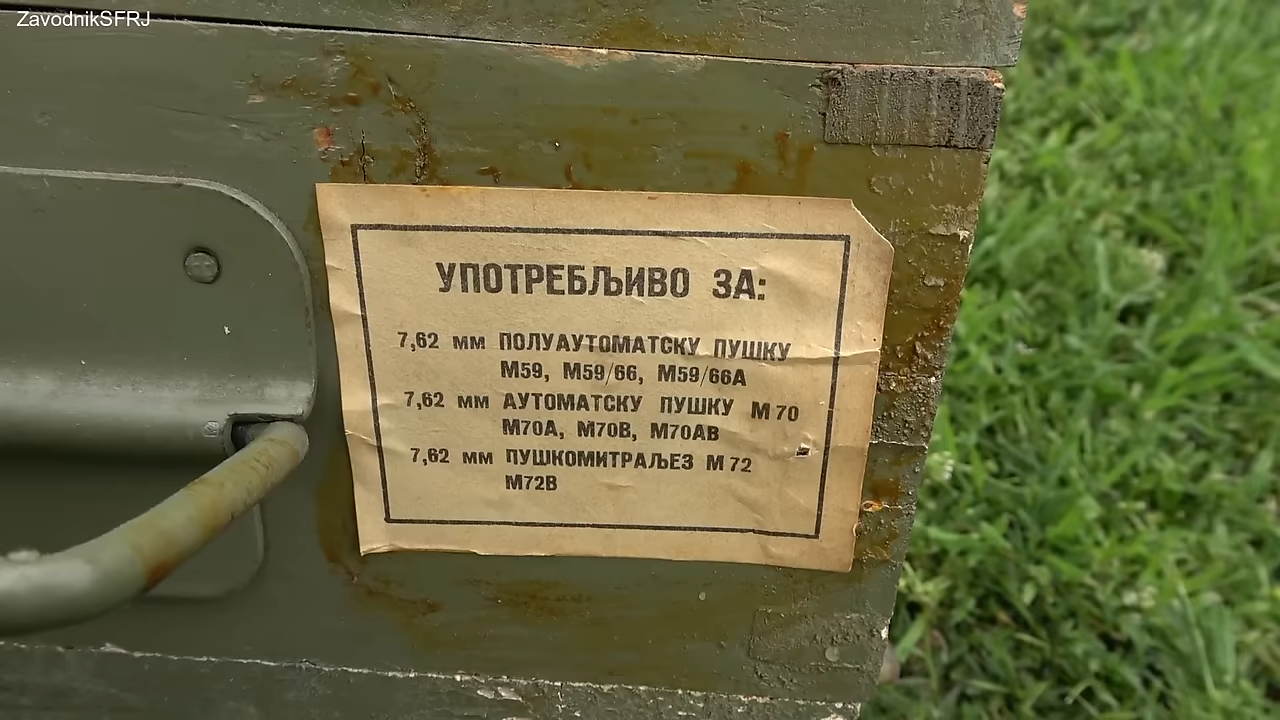 ZavodnikSFRJ
УПОТРЕБЉИВО ЗА:
7,62 мм ПОЛУАУТОМАТСКУ ПУШКУ
М59, М59/66, М59/66А
7,62 мм АУТОМАТСКУ ПУШКУ М 70
М70А, М70В, М70АВ
7,62 мм ПУШКОМИТРАЉЕЗ М 72
М72В